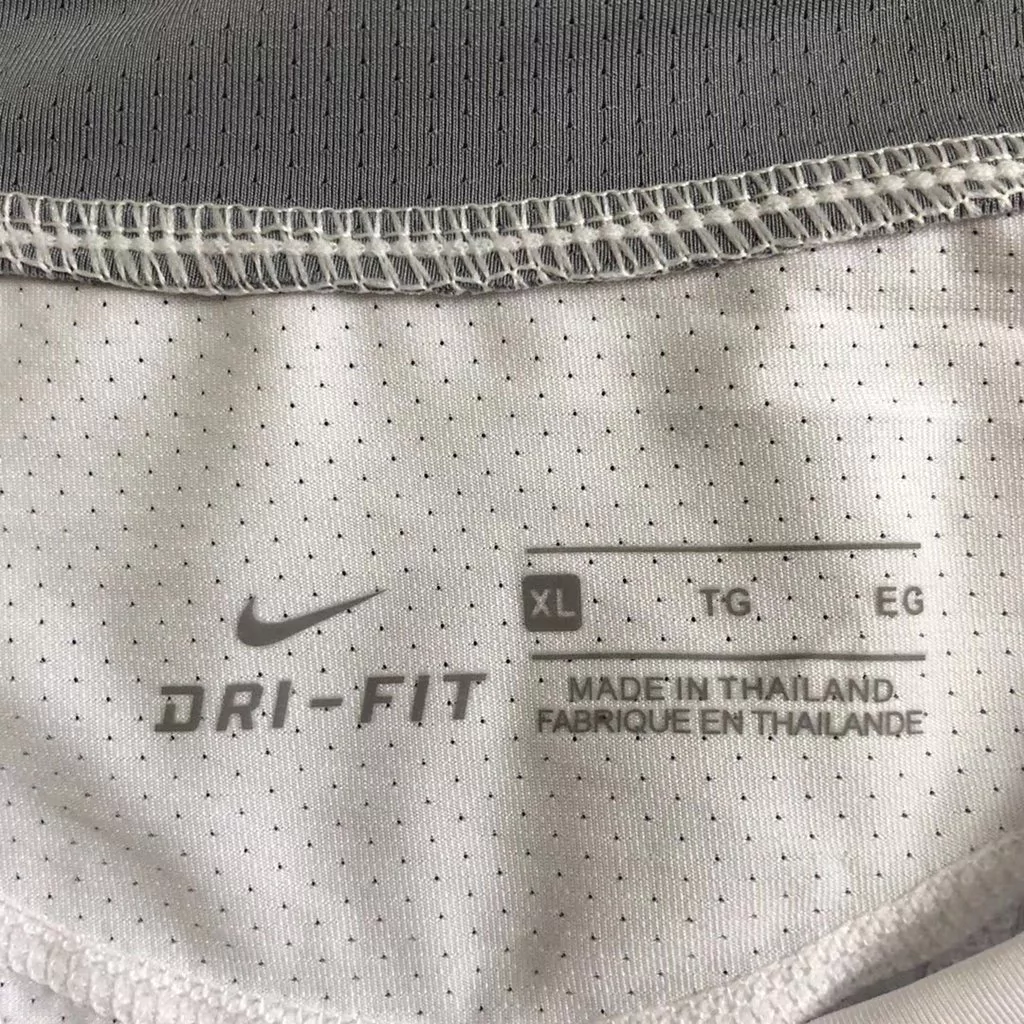 DRI-FIT
XL TG EG
MADE IN THAILAND
FABRIQUE EN THAILANDE